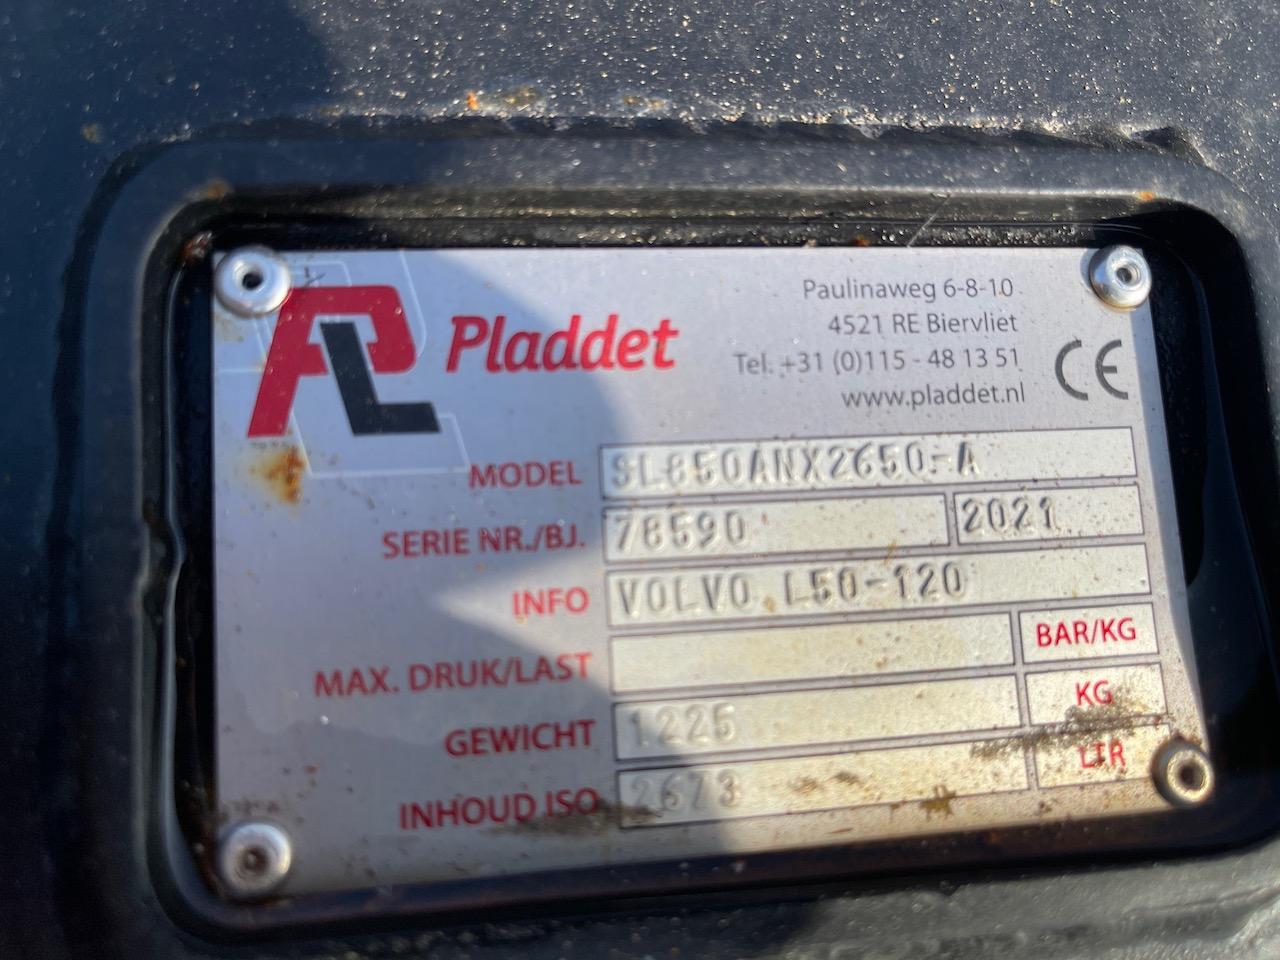 PL Pladdet
Paulinaweg 6-8-10
4521 RE Biervliet
Tel: +31 (0)115 - 48 13 51
www.pladdet.nl
CE
MODEL SL850ANX2650-A
SERIE NR./BJ. 78590 2021
INFO VOLVO L50-120
MAX. DRUK/LAST BAR/KG
GEWICHT 1225 KG
INHOUD ISO 2673 LTR